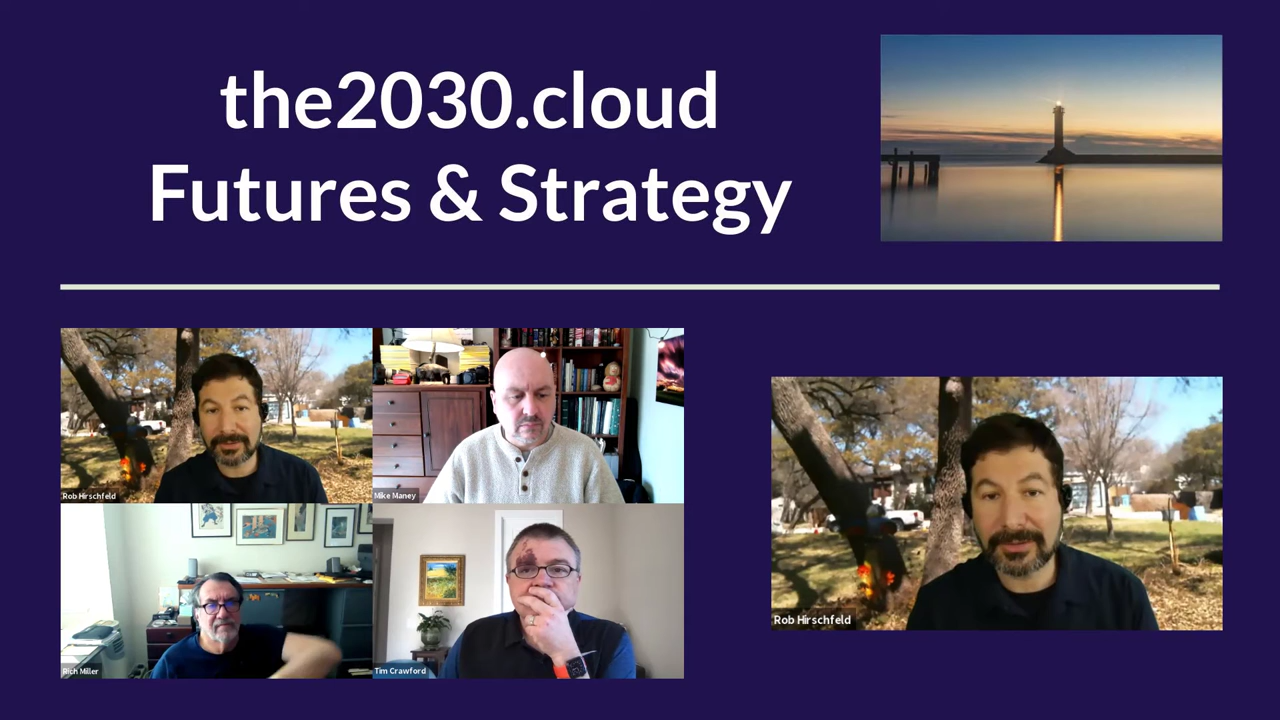 the2030.cloud
Futures & Strategy
Rob Hirschfeld
Mike Maney
Rich Miller
Tim Crawford
Rob Hirschfeld